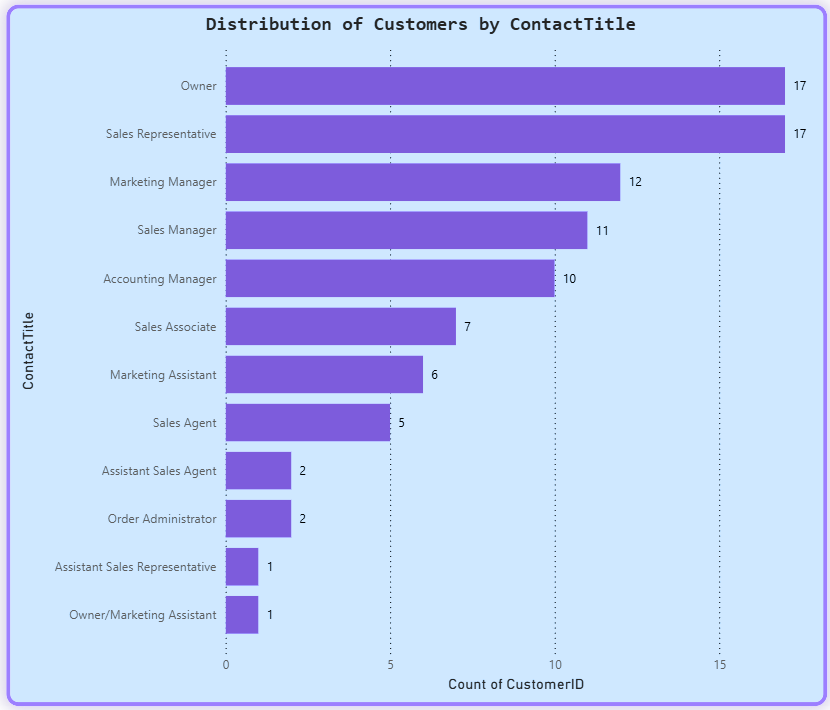 Distribution of Customers by ContactTitle
ContactTitle
Owner 17
Sales Representative 17
Marketing Manager 12
Sales Manager 11
Accounting Manager 10
Sales Associate 7
Marketing Assistant 6
Sales Agent 5
Assistant Sales Agent 2
Order Administrator 2
Assistant Sales Representative 1
Owner/Marketing Assistant 1
0 5 10 15
Count of CustomerID